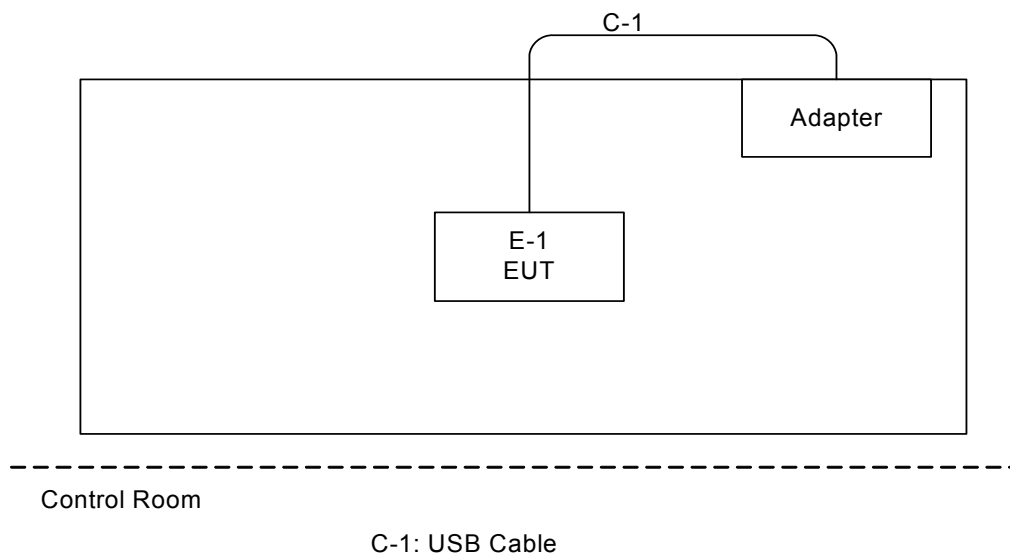 C-1
Adapter
E-1
EUT
Control Room
C-1: USB Cable